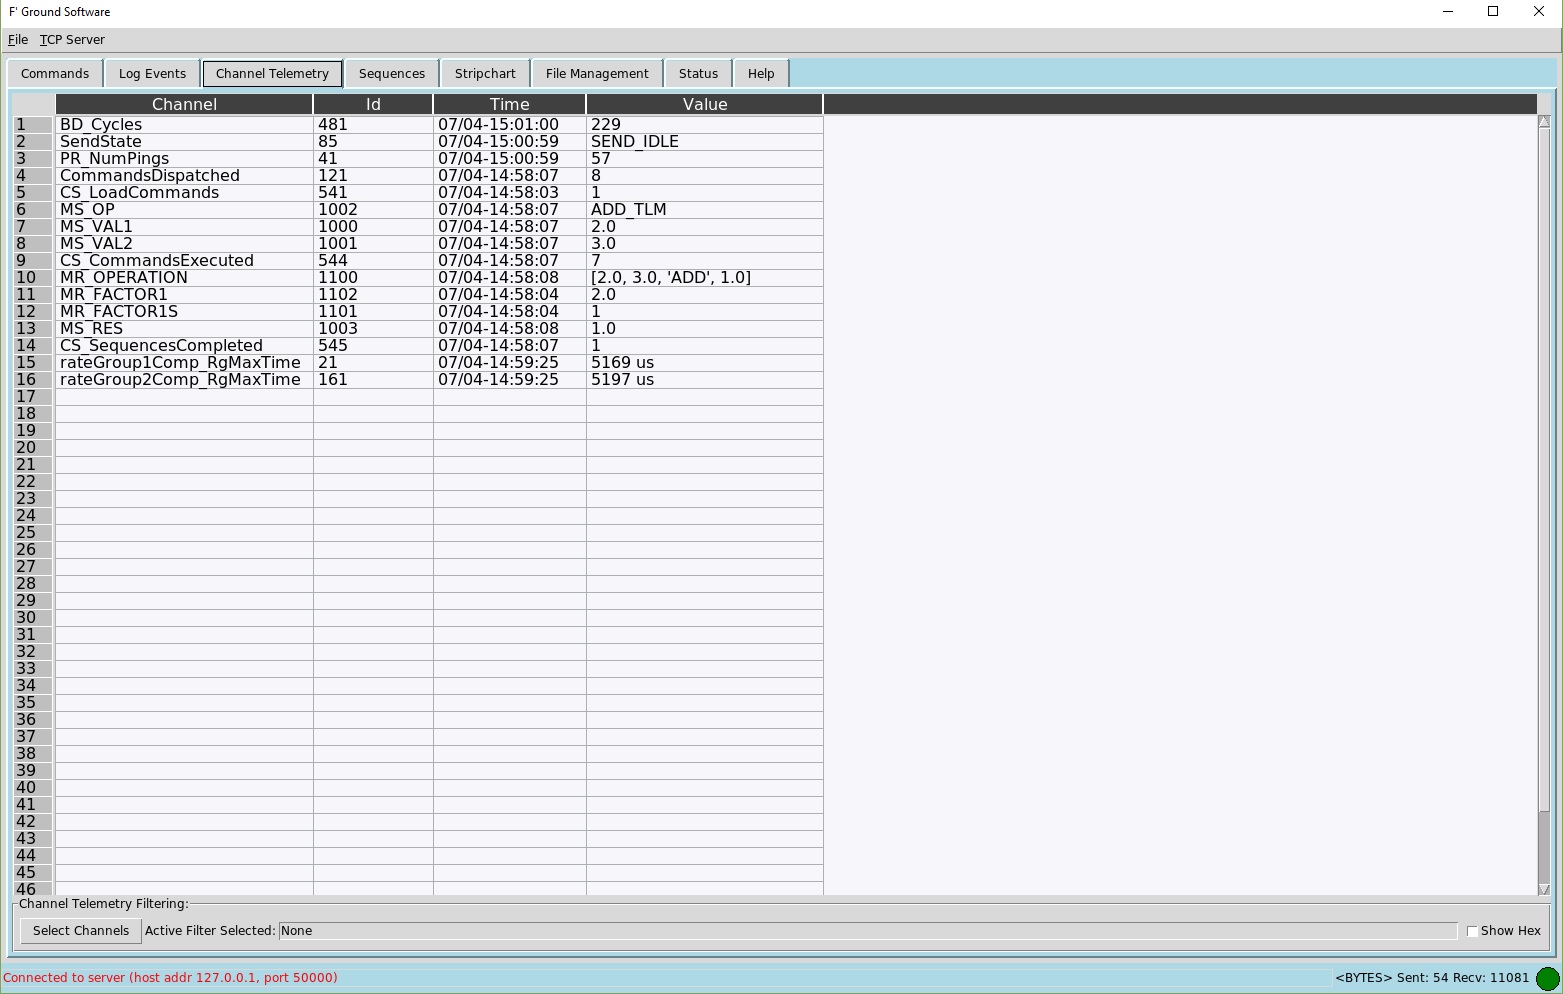 F' Ground Software
File TCP Server
Commands Log Events Channel Telemetry Sequences Stripchart File Management Status Help
Channel Id Time Value
1 BD_Cycles 481 07/04-15:01:00 229
2 SendState 85 07/04-15:00:59 SEND_IDLE
3 PR_NumPings 41 07/04-15:00:59 57
4 CommandsDispatched 121 07/04-14:58:07 8
5 CS_LoadCommands 541 07/04-14:58:03 1
6 MS_OP 1002 07/04-14:58:07 ADD_TLM
7 MS_VAL1 1000 07/04-14:58:07 2.0
8 MS_VAL2 1001 07/04-14:58:07 3.0
9 CS_CommandsExecuted 544 07/04-14:58:07 7
10 MR_OPERATION 1100 07/04-14:58:08 [2.0, 3.0, 'ADD', 1.0]
11 MR_FACTOR1 1102 07/04-14:58:04 2.0
12 MR_FACTOR1S 1101 07/04-14:58:04 1
13 MS_RES 1003 07/04-14:58:08 1.0
14 CS_SequencesCompleted 545 07/04-14:58:07 1
15 rateGroup1Comp_RgMaxTime 21 07/04-14:59:25 5169 us
16 rateGroup2Comp_RgMaxTime 161 07/04-14:59:25 5197 us
17
18
19
20
21
22
23
24
25
26
27
28
29
30
31
32
33
34
35
36
37
38
39
40
41
42
43
44
45
46
Channel Telemetry Filtering:
Select Channels Active Filter Selected: None Show Hex
Connected to server (host addr 127.0.0.1, port 50000) <BYTES> Sent: 54 Recv: 11081